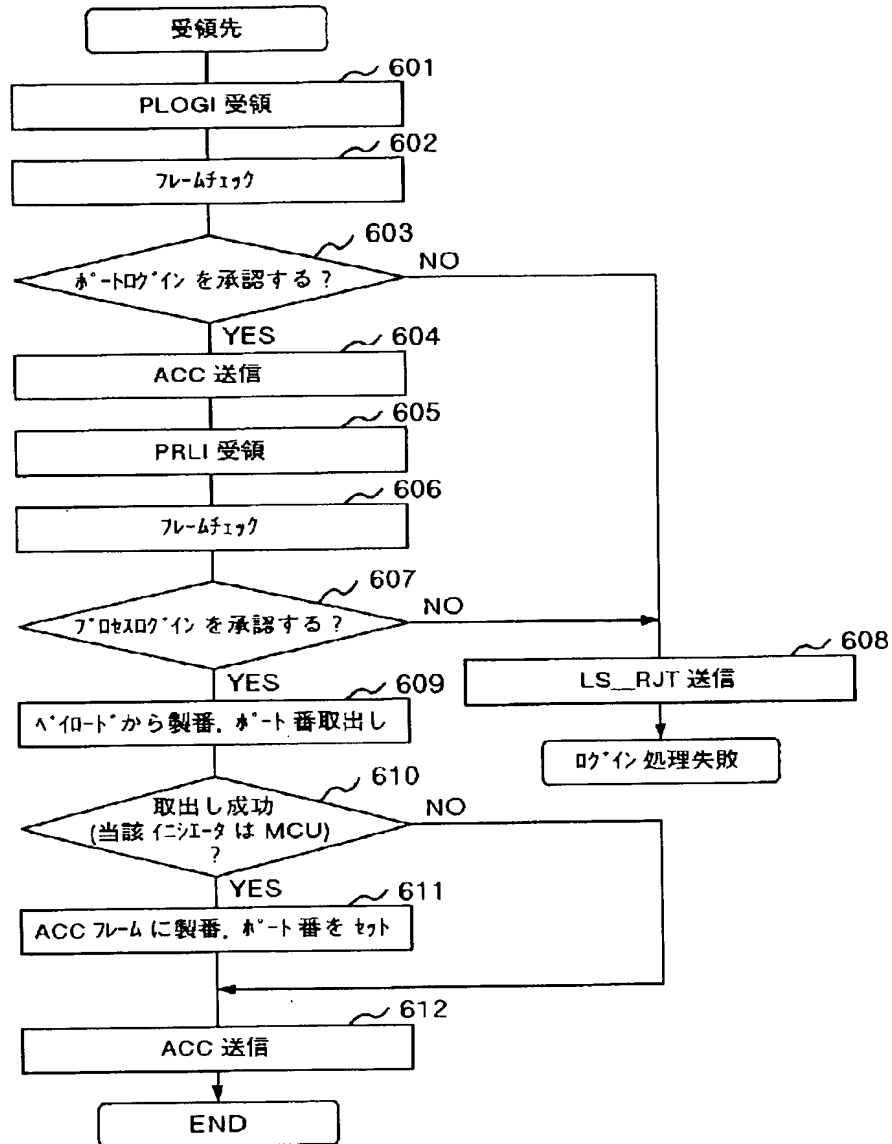 受領先
601
PLOGI 受領
602
フレームチェック
603
ポートログイン を承認する ?
NO
YES
604
ACC 送信
605
PRLI 受領
606
フレームチェック
607
プロセスログイン を承認する ?
NO
YES
608
LS__RJT 送信
609
ペイロードから製番, ポート番取出し
ログイン 処理失敗
610
取出し成功
(当該 イニシエータ は MCU)
?
NO
YES
611
ACC フレームに製番, ポート番を セット
612
ACC 送信
END